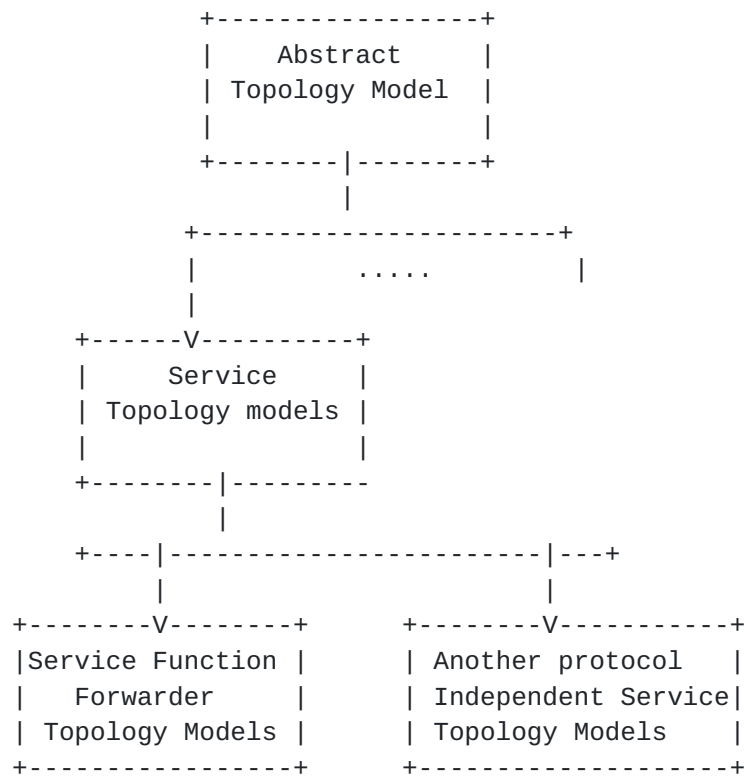 Abstract
Topology Model
.....
V
Service
Topology models
V V
Service Function Another protocol
Forwarder Independent Service
Topology Models Topology Models